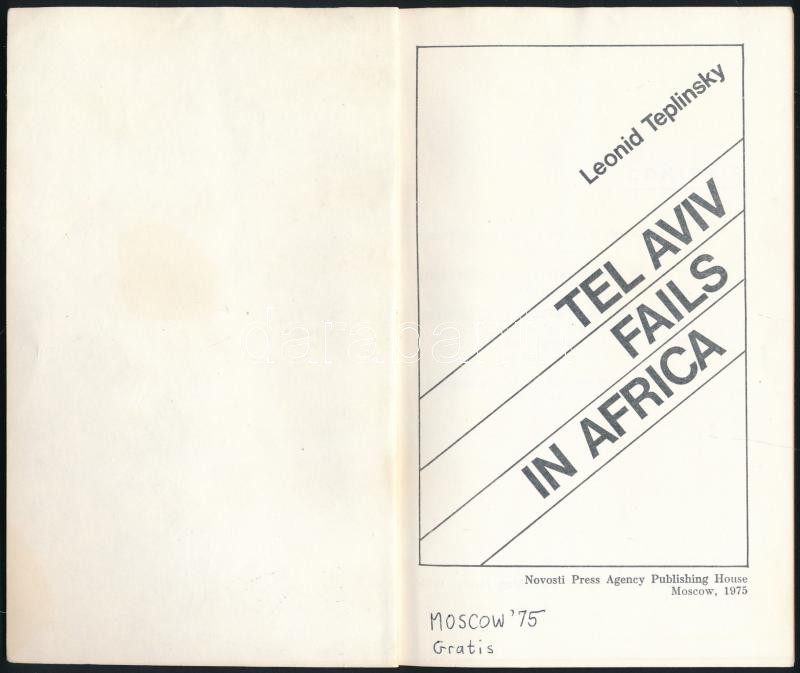 Leonid Teplinsky
TEL AVIV
FAILS
IN AFRICA
Novosti Press Agency Publishing House
Moscow, 1975
MOSCOW '75
Gratis